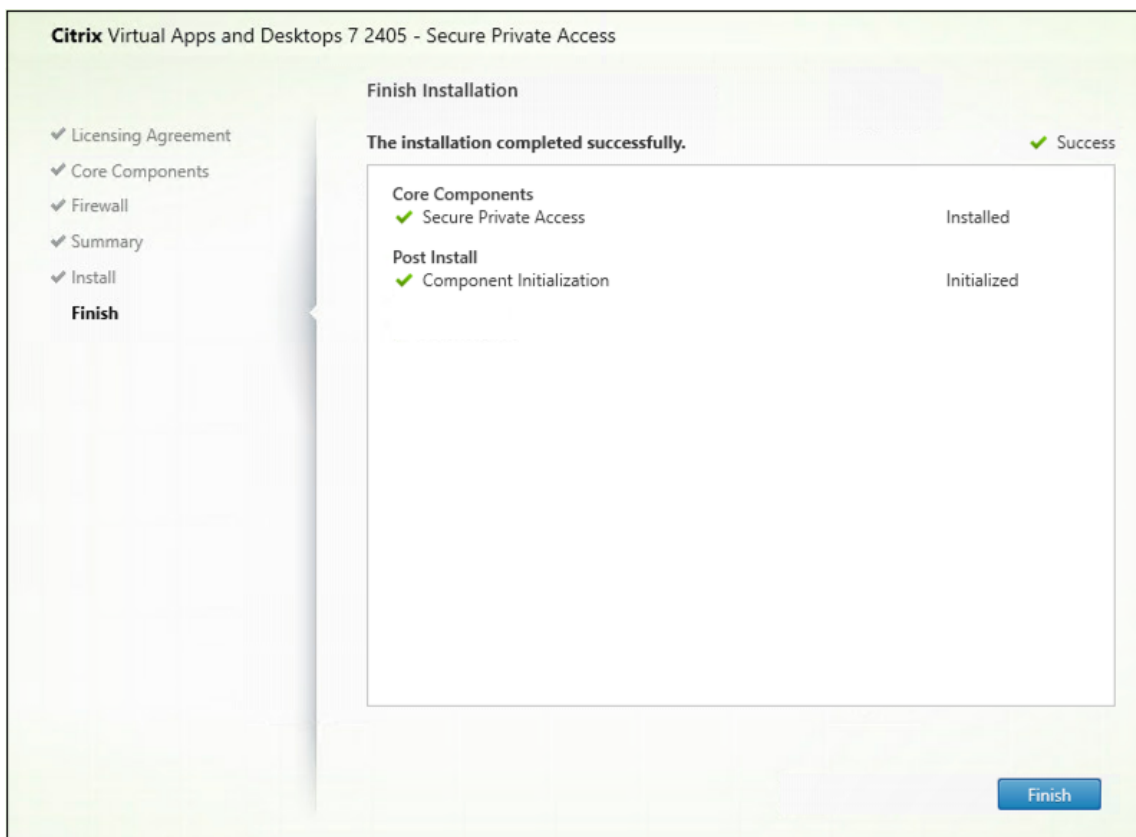 Citrix Virtual Apps and Desktops 7 2405 - Secure Private Access
Licensing Agreement
Core Components
Firewall
Summary
Install
Finish
Finish Installation
The installation completed successfully.
Success
Core Components
Secure Private Access Installed
Post Install
Component Initialization Initialized
Finish